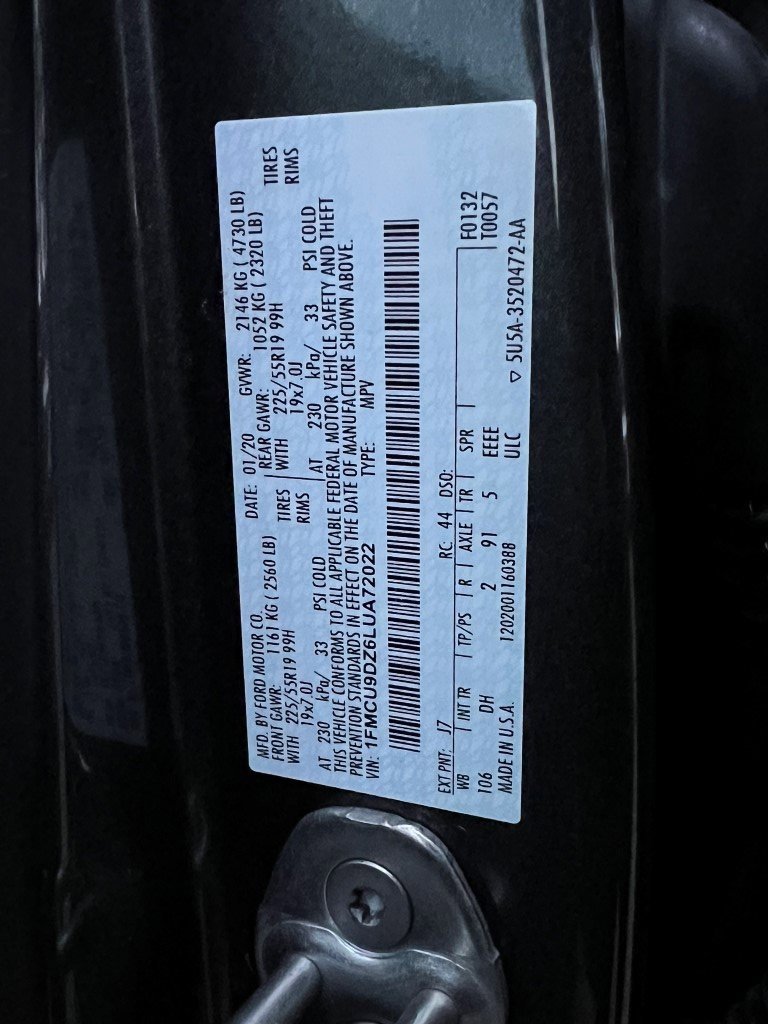 MFD. BY FORD MOTOR CO.
DATE: 01/20 GVWR: 2146 KG ( 4730 LB)
FRONT GAWR: 1161 KG ( 2560 LB)
REAR GAWR: 1052 KG ( 2320 LB)
WITH 225/55R19 99H TIRES
WITH 225/55R19 99H TIRES
19x7.0J RIMS
19x7.0J RIMS
AT 230 kPa/ 33 PSI COLD
AT 230 kPa/ 33 PSI COLD
THIS VEHICLE CONFORMS TO ALL APPLICABLE FEDERAL MOTOR VEHICLE SAFETY AND THEFT
PREVENTION STANDARDS IN EFFECT ON THE DATE OF MANUFACTURE SHOWN ABOVE.
VIN: 1FMCU9DZ6LUA72022 TYPE: MPV
EXT PNT: J7 RC: 44 DSO:
WB INT TR TP/PS R AXLE TR SPR F0132
106 DH 2 91 5 EEEE T0057
MADE IN U.S.A. 1202001160388 ULC ▽ 5U5A-3520472-AA